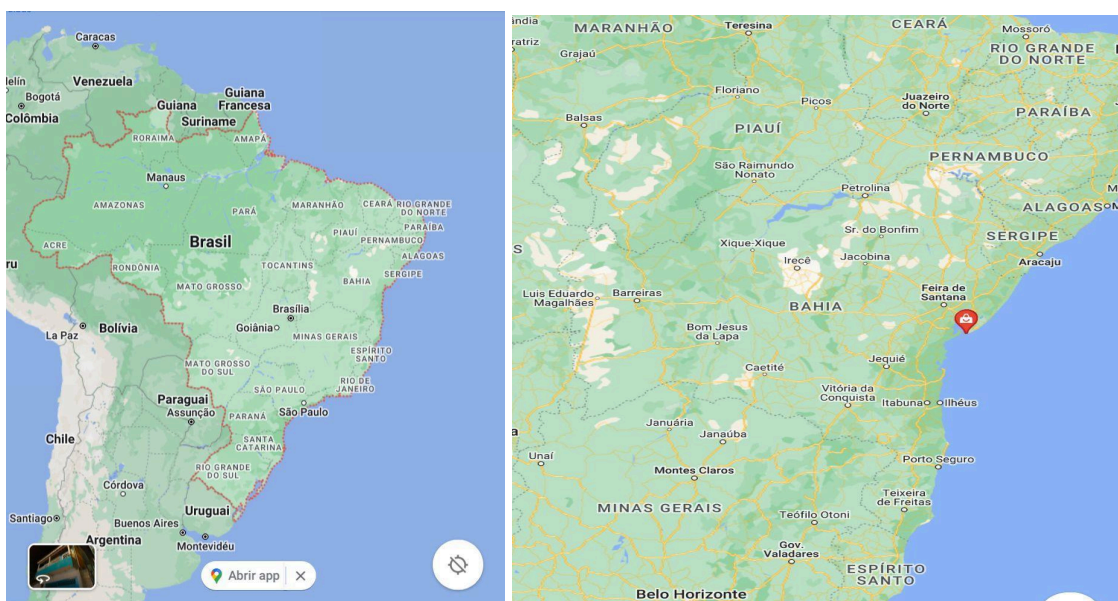 Caracas
Venezuela
Bogotá
Colômbia
Guiana
Guiana
Francesa
Suriname
RORAIMA
AMAPÁ
Manaus
AMAZONAS
PARÁ
MARANHÃO
CEARÁ
RIO GRANDE
DO NORTE
PARAÍBA
PIAUÍ
PERNAMBUCO
ALAGOAS
SERGIPE
ACRE
Brasil
RONDÔNIA
TOCANTINS
BAHIA
MATO GROSSO
Brasília
Goiânia
La Paz
Bolívia
MINAS GERAIS
ESPÍRITO
SANTO
MATO GROSSO
DO SUL
RIO DE
JANEIRO
SÃO PAULO
São Paulo
Paraguai
Assunção
PARANÁ
Chile
SANTA
CATARINA
RIO GRANDE
DO SUL
Córdova
Uruguai
Santiago
Buenos Aires
Argentina
Montevidéu
Abrir app
MARANHÃO
Teresina
CEARÁ
Mossoró
RIO GRANDE
DO NORTE
Grajaú
Floriano
Picos
Juazeiro
do Norte
PARAÍBA
Balsas
PIAUÍ
São Raimundo
Nonato
PERNAMBUCO
Petrolina
ALAGOAS
Xique-Xique
Sr. do Bonfim
SERGIPE
Irecê
Jacobina
Aracaju
Luis Eduardo
Magalhães
Barreiras
BAHIA
Feira de
Santana
Bom Jesus
da Lapa
Caetité
Jequié
Vitória da
Conquista
Itabuna
Ilhéus
Januária
Janaúba
Unaí
Montes Claros
Porto Seguro
MINAS GERAIS
Teófilo Otoni
Teixeira
de Freitas
Gov.
Valadares
ESPÍRITO
SANTO
Belo Horizonte